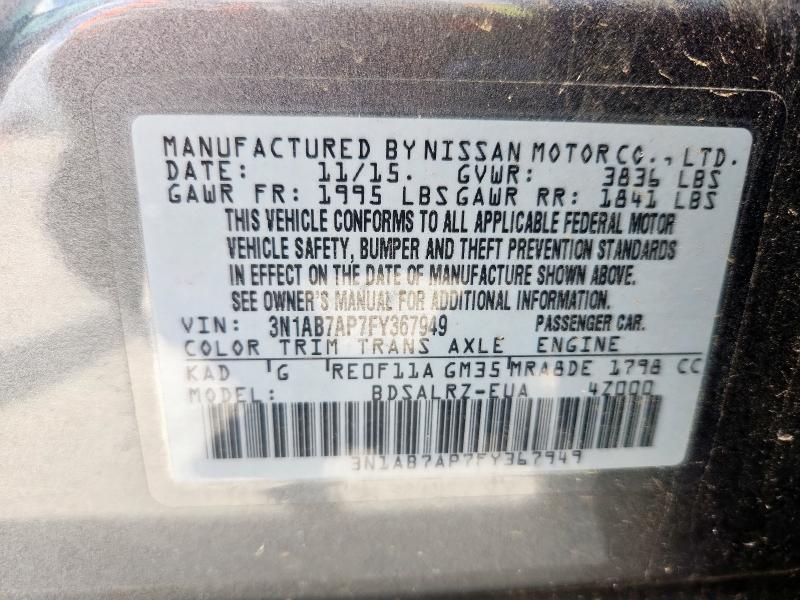 MANUFACTURED BY NISSAN MOTOR CO., LTD.
DATE: 11/15. GVWR: 3836 LBS
GAWR FR: 1995 LBS GAWR RR: 1841 LBS
THIS VEHICLE CONFORMS TO ALL APPLICABLE FEDERAL MOTOR
VEHICLE SAFETY, BUMPER AND THEFT PREVENTION STANDARDS
IN EFFECT ON THE DATE OF MANUFACTURE SHOWN ABOVE.
SEE OWNER'S MANUAL FOR ADDITIONAL INFORMATION.
VIN: 3N1AB7AP7FY367949 PASSENGER CAR.
COLOR TRIM TRANS AXLE ENGINE
KAD G RE0F11A GM35 MRA8DE 1798 CC
MODEL: BDSALRZ-EUA 4Z000
3N1AB7AP7FY367949